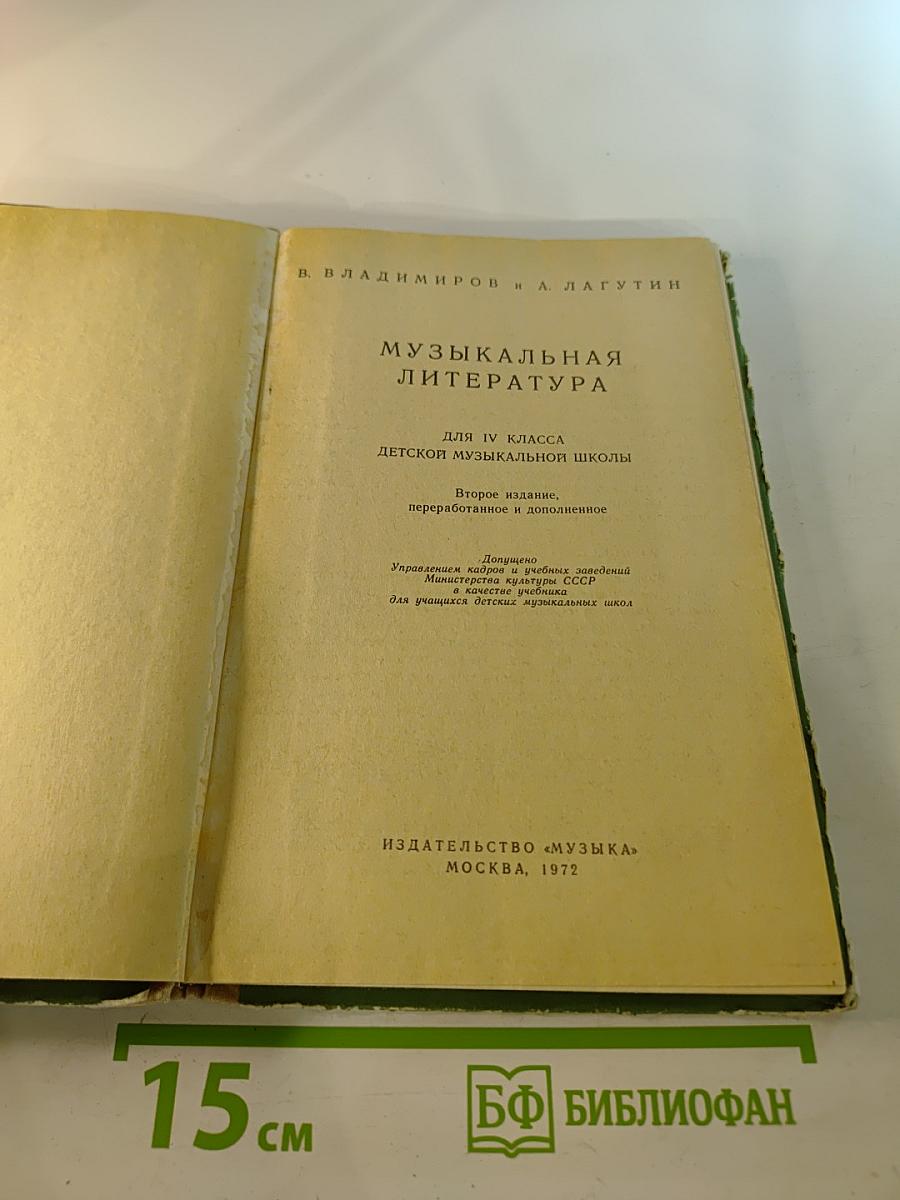 В. ВЛАДИМИРОВ и А. ЛАГУТИН
МУЗЫКАЛЬНАЯ
ЛИТЕРАТУРА
ДЛЯ IV КЛАССА
ДЕТСКОЙ МУЗЫКАЛЬНОЙ ШКОЛЫ
Второе издание,
переработанное и дополненное
Допущено
Управлением кадров и учебных заведений
Министерства культуры СССР
в качестве учебника
для учащихся детских музыкальных школ
ИЗДАТЕЛЬСТВО «МУЗЫКА»
МОСКВА, 1972
15 см
БФ БИБЛИОФАН